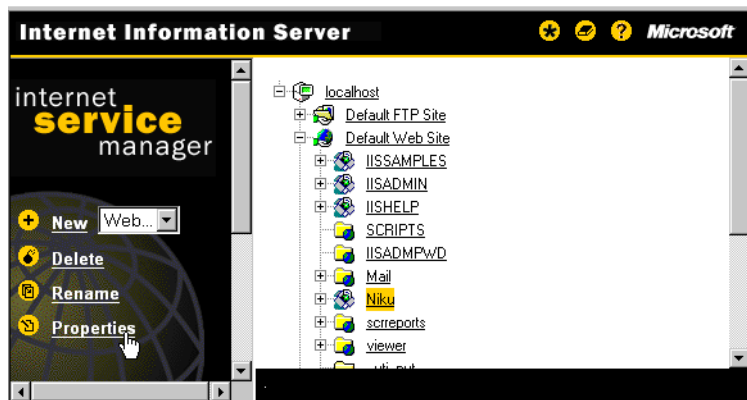 Internet Information Server
Microsoft
internet
service
manager
New Web...
Delete
Rename
Properties
localhost
Default FTP Site
Default Web Site
IISSAMPLES
IISADMIN
IISHELP
SCRIPTS
IISADMPWD
Mail
Niku
scrreports
viewer